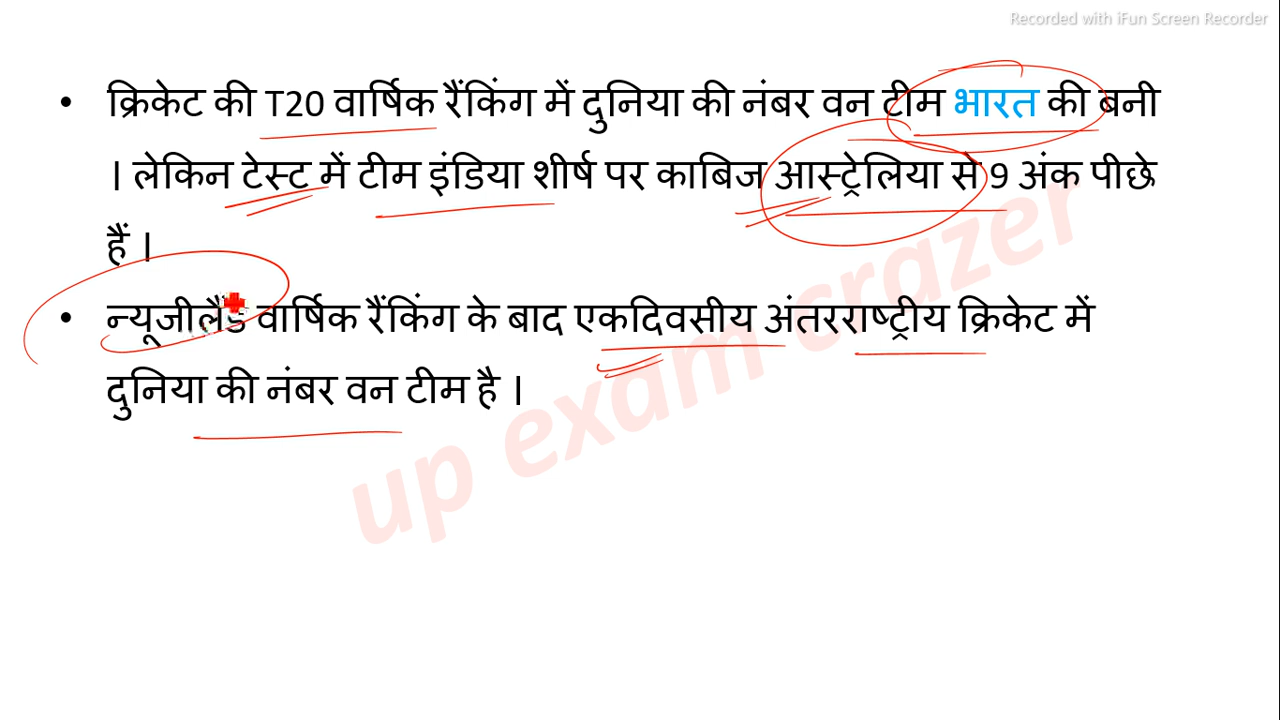 Recorded with iFun Screen Recorder
• क्रिकेट की T20 वार्षिक रैंकिंग में दुनिया की नंबर वन टीम भारत की बनी
। लेकिन टेस्ट में टीम इंडिया शीर्ष पर काबिज आस्ट्रेलिया से 9 अंक पीछे
हैं ।
• न्यूजीलैंड वार्षिक रैंकिंग के बाद एकदिवसीय अंतरराष्ट्रीय क्रिकेट में
दुनिया की नंबर वन टीम है ।
up exam crazer